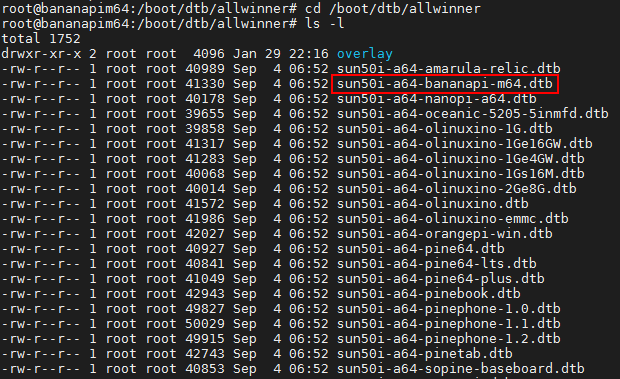 root@bananapim64:/boot/dtb/allwinner# cd /boot/dtb/allwinner
root@bananapim64:/boot/dtb/allwinner# ls -l
total 1752
drwxr-xr-x 2 root root  4096 Jan 29 22:16 overlay
-rw-r--r-- 1 root root 40989 Sep  4 06:52 sun50i-a64-amarula-relic.dtb
-rw-r--r-- 1 root root 41330 Sep  4 06:52 sun50i-a64-bananapi-m64.dtb
-rw-r--r-- 1 root root 40178 Sep  4 06:52 sun50i-a64-nanopi-a64.dtb
-rw-r--r-- 1 root root 39655 Sep  4 06:52 sun50i-a64-oceanic-5205-5inmfd.dtb
-rw-r--r-- 1 root root 39858 Sep  4 06:52 sun50i-a64-olinuxino-1G.dtb
-rw-r--r-- 1 root root 41317 Sep  4 06:52 sun50i-a64-olinuxino-1Ge16GW.dtb
-rw-r--r-- 1 root root 41283 Sep  4 06:52 sun50i-a64-olinuxino-1Ge4GW.dtb
-rw-r--r-- 1 root root 40068 Sep  4 06:52 sun50i-a64-olinuxino-1Gs16M.dtb
-rw-r--r-- 1 root root 40014 Sep  4 06:52 sun50i-a64-olinuxino-2Ge8G.dtb
-rw-r--r-- 1 root root 41572 Sep  4 06:52 sun50i-a64-olinuxino.dtb
-rw-r--r-- 1 root root 41986 Sep  4 06:52 sun50i-a64-olinuxino-emmc.dtb
-rw-r--r-- 1 root root 42027 Sep  4 06:52 sun50i-a64-orangepi-win.dtb
-rw-r--r-- 1 root root 40927 Sep  4 06:52 sun50i-a64-pine64.dtb
-rw-r--r-- 1 root root 40841 Sep  4 06:52 sun50i-a64-pine64-lts.dtb
-rw-r--r-- 1 root root 41049 Sep  4 06:52 sun50i-a64-pine64-plus.dtb
-rw-r--r-- 1 root root 42943 Sep  4 06:52 sun50i-a64-pinebook.dtb
-rw-r--r-- 1 root root 49827 Sep  4 06:52 sun50i-a64-pinephone-1.0.dtb
-rw-r--r-- 1 root root 50029 Sep  4 06:52 sun50i-a64-pinephone-1.1.dtb
-rw-r--r-- 1 root root 49915 Sep  4 06:52 sun50i-a64-pinephone-1.2.dtb
-rw-r--r-- 1 root root 42743 Sep  4 06:52 sun50i-a64-pinetab.dtb
-rw-r--r-- 1 root root 40853 Sep  4 06:52 sun50i-a64-sopine-baseboard.dtb